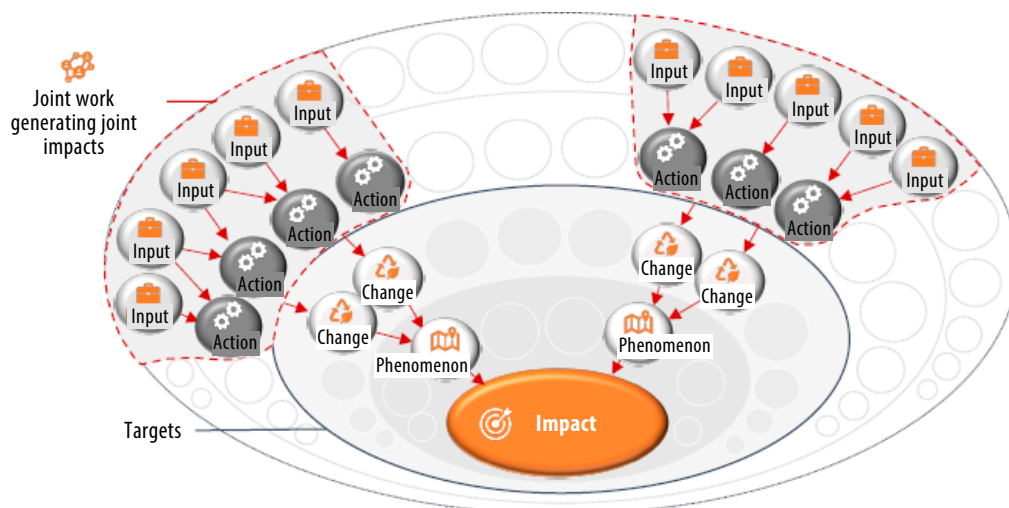 Joint work
generating joint
impacts
Input
Input
Input
Input
Input
Action
Action
Action
Action
Input
Input
Input
Input
Input
Action
Action
Action
Change
Change
Phenomenon
Change
Change
Phenomenon
Targets
Impact